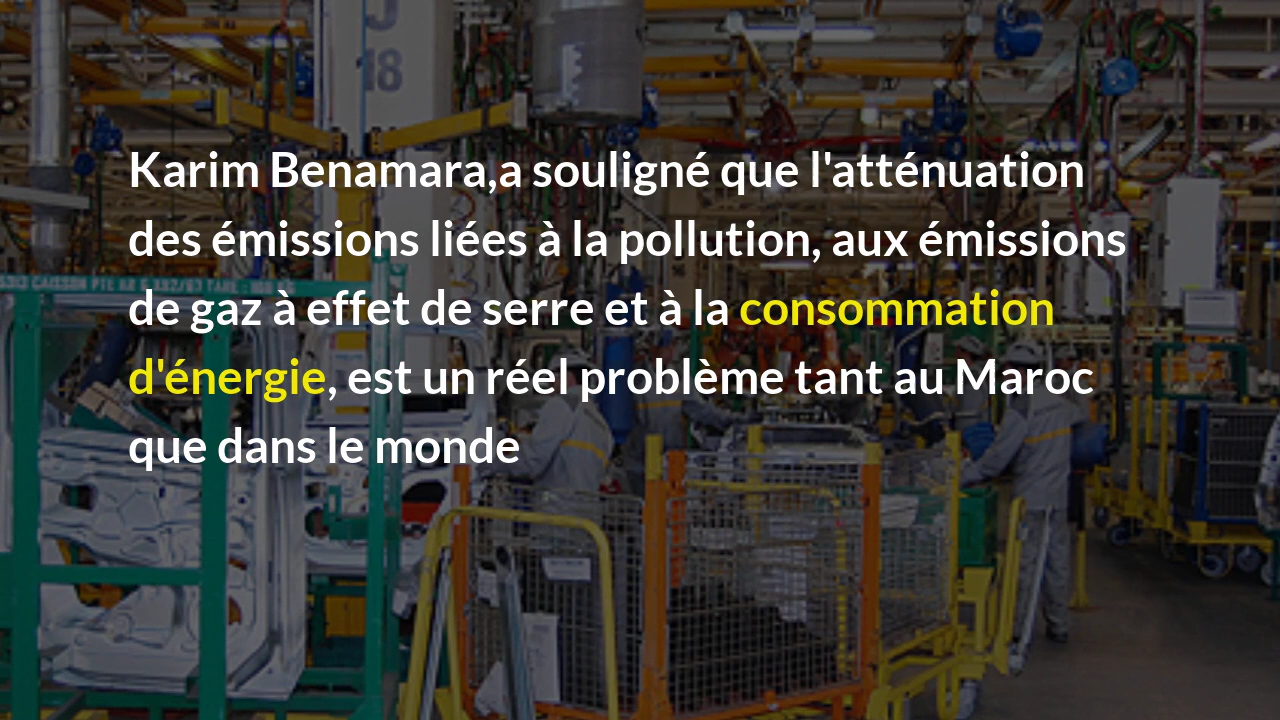 J
18
Karim Benamara,a souligné que l'atténuation
des émissions liées à la pollution, aux émissions
de gaz à effet de serre et à la consommation
d'énergie, est un réel problème tant au Maroc
que dans le monde